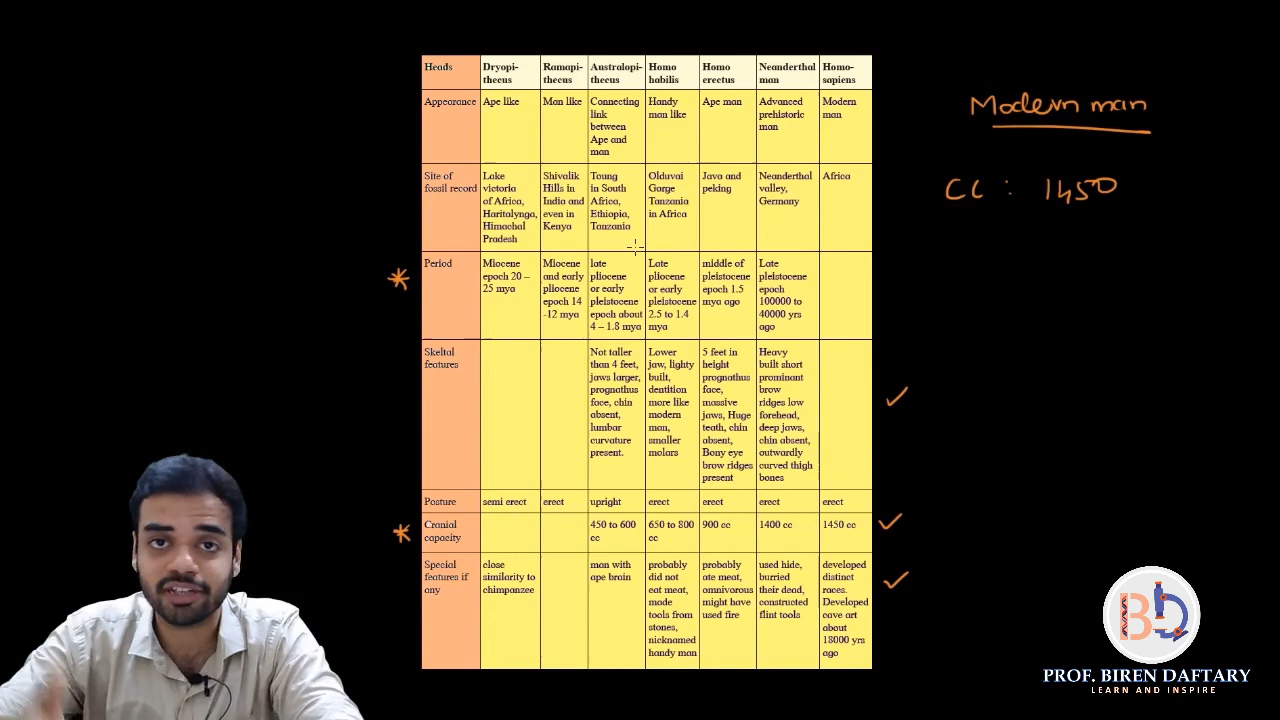 Heads
Dryopi-
thecus
Ramapi-
thecus
Australopi-
thecus
Homo
habilis
Homo
erectus
Neanderthal
man
Homo-
sapiens
Appearance
Ape like
Man like
Connecting
link
between
Ape and
man
Handy
man like
Ape man
Advanced
prehistoric
man
Modern
man
Site of
fossil record
Lake
victoria
of Africa,
Haritalynga,
Himachal
Pradesh
Shivalik
Hills in
India and
even in
Kenya
Toung
in South
Africa,
Ethiopia,
Tanzania
Olduvai
Gorge
Tanzania
in Africa
Java and
peking
Neanderthal
valley,
Germany
Africa
Period
Miocene
epoch 20 –
25 mya
Miocene
and early
pliocene
epoch 14
-12 mya
late
pliocene
or early
pleistocene
epoch about
4 – 1.8 mya
Late
pliocene
or early
pleistocene
2.5 to 1.4
mya
middle of
pleistocene
epoch 1.5
mya ago
Late
pleistocene
epoch
100000 to
40000 yrs
ago
Skeltal
features
Not taller
than 4 feet,
jaws larger,
prognathus
face, chin
absent,
lumbar
curvature
present.
Lower
jaw, lighty
built,
dentition
more like
modern
man,
smaller
molars
5 feet in
height
prognathus
face,
massive
jaws, Huge
teath, chin
absent,
Bony eye
brow ridges
present
Heavy
built short
prominant
brow
ridges low
forehead,
deep jaws,
chin absent,
outwardly
curved thigh
bones
Posture
semi erect
erect
upright
erect
erect
erect
erect
Cranial
capacity
450 to 600
cc
650 to 800
cc
900 cc
1400 cc
1450 cc
Special
features if
any
close
similarity to
chimpanzee
man with
ape brain
probably
did not
eat meat,
made
tools from
stones,
nicknamed
handy man
probably
ate meat,
omnivorous
might have
used fire
used hide,
burried
their dead,
constructed
flint tools
developed
distinct
races.
Developed
cave art
about
18000 yrs
ago
Modern man
CC : 1450
BD
PROF. BIREN DAFTARY
LEARN AND INSPIRE